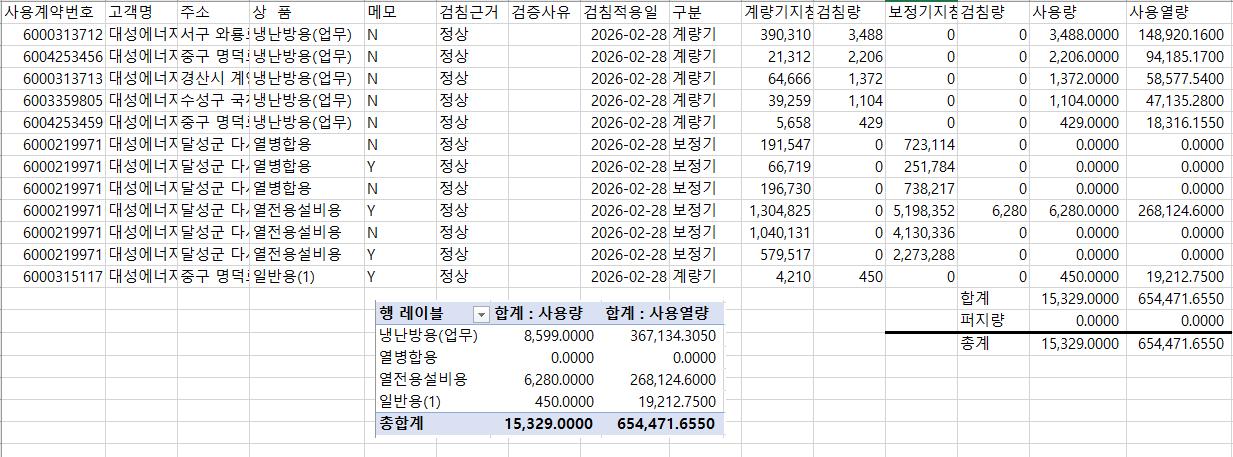 사용계약번호 고객명 주소 상 품 메모 검침근거 검증사유 검침적용일 구분 계량기지침 검침량 보정기지침 검침량 사용량 사용열량
6000313712 대성에너지 서구 와룡로 냉난방용(업무) N 정상 2026-02-28 계량기 390,310 3,488 0 0 3,488.0000 148,920.1600
6004253456 대성에너지 중구 명덕로 냉난방용(업무) N 정상 2026-02-28 계량기 21,312 2,206 0 0 2,206.0000 94,185.1700
6000313713 대성에너지 경산시 계양 냉난방용(업무) N 정상 2026-02-28 계량기 64,666 1,372 0 0 1,372.0000 58,577.5400
6003359805 대성에너지 수성구 국채 냉난방용(업무) N 정상 2026-02-28 계량기 39,259 1,104 0 0 1,104.0000 47,135.2800
6004253459 대성에너지 중구 명덕로 냉난방용(업무) N 정상 2026-02-28 계량기 5,658 429 0 0 429.0000 18,316.1550
6000219971 대성에너지 달성군 다사 열병합용 N 정상 2026-02-28 보정기 191,547 0 723,114 0.0000 0.0000
6000219971 대성에너지 달성군 다사 열병합용 Y 정상 2026-02-28 보정기 66,719 0 251,784 0.0000 0.0000
6000219971 대성에너지 달성군 다사 열병합용 N 정상 2026-02-28 보정기 196,730 0 738,217 0.0000 0.0000
6000219971 대성에너지 달성군 다사 열전용설비용 Y 정상 2026-02-28 보정기 1,304,825 0 5,198,352 6,280 6,280.0000 268,124.6000
6000219971 대성에너지 달성군 다사 열전용설비용 N 정상 2026-02-28 보정기 1,040,131 0 4,130,336 0.0000 0.0000
6000219971 대성에너지 달성군 다사 열전용설비용 Y 정상 2026-02-28 보정기 579,517 0 2,273,288 0.0000 0.0000
6000315117 대성에너지 중구 명덕로 일반용(1) Y 정상 2026-02-28 계량기 4,210 450 0 0 450.0000 19,212.7500
합계 15,329.0000 654,471.6550
퍼지량 0.0000 0.0000
총계 15,329.0000 654,471.6550
행 레이블 합계 : 사용량 합계 : 사용열량
냉난방용(업무) 8,599.0000 367,134.3050
열병합용 0.0000 0.0000
열전용설비용 6,280.0000 268,124.6000
일반용(1) 450.0000 19,212.7500
총합계 15,329.0000 654,471.6550